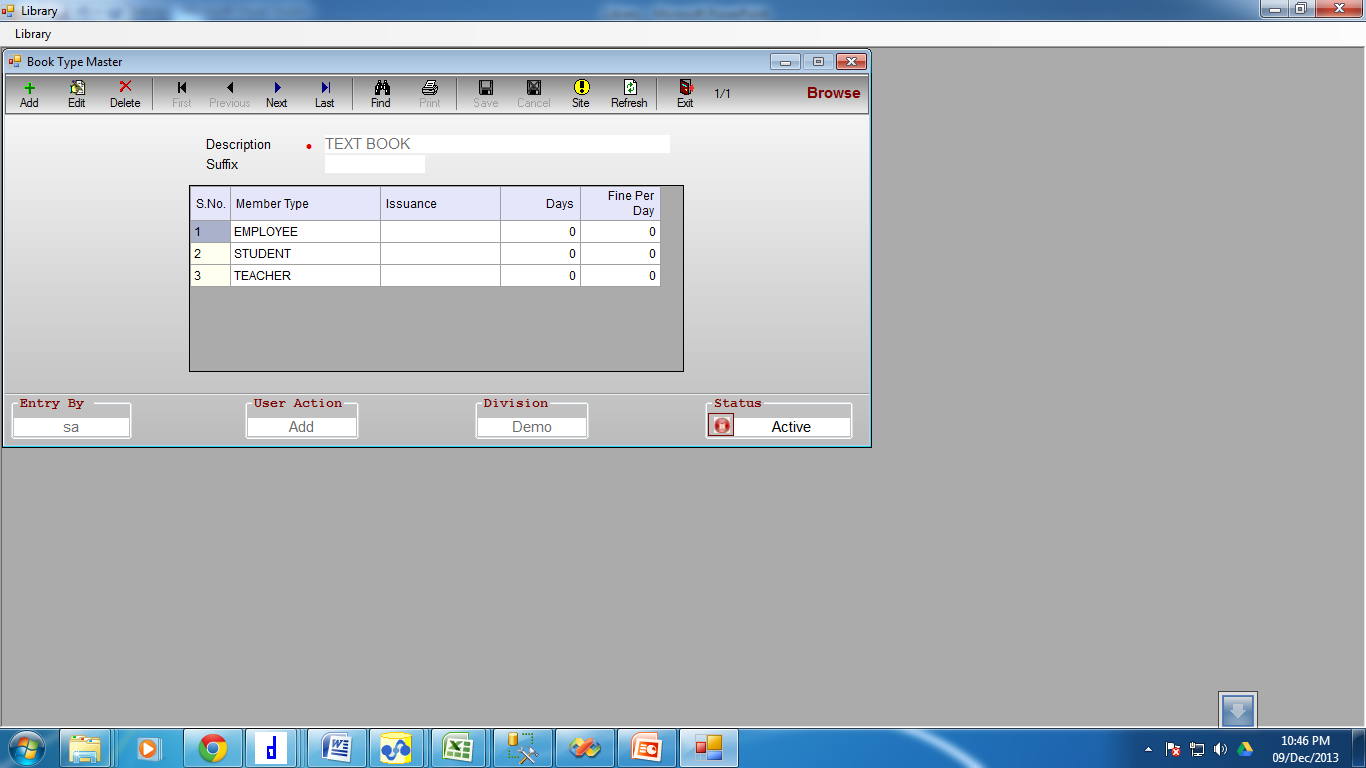 Library
Library
Book Type Master
Add Edit Delete First Previous Next Last Find Print Save Cancel Site Refresh Exit 1/1 Browse
Description TEXT BOOK
Suffix
S.No. Member Type Issuance Days Fine Per Day
1 EMPLOYEE 0 0
2 STUDENT 0 0
3 TEACHER 0 0
Entry By User Action Division Status
sa Add Demo Active
10:46 PM
09/Dec/2013